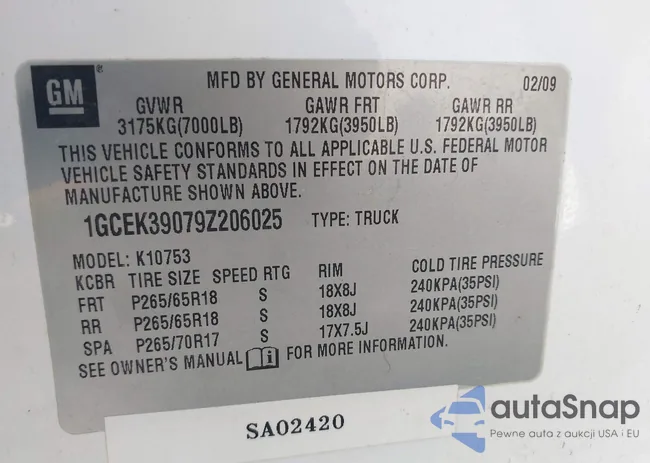 GM ®
MFD BY GENERAL MOTORS CORP. 02/09
GVWR GAWR FRT GAWR RR
3175KG(7000LB) 1792KG(3950LB) 1792KG(3950LB)
THIS VEHICLE CONFORMS TO ALL APPLICABLE U.S. FEDERAL MOTOR
VEHICLE SAFETY STANDARDS IN EFFECT ON THE DATE OF
MANUFACTURE SHOWN ABOVE.
1GCEK39079Z206025 TYPE: TRUCK
MODEL: K10753
KCBR TIRE SIZE SPEED RTG RIM COLD TIRE PRESSURE
FRT P265/65R18 S 18X8J 240KPA(35PSI)
RR P265/65R18 S 18X8J 240KPA(35PSI)
SPA P265/70R17 S 17X7.5J 240KPA(35PSI)
SEE OWNER'S MANUAL i FOR MORE INFORMATION.
SA02420
autaSnap
Pewne auta z aukcji USA i EU